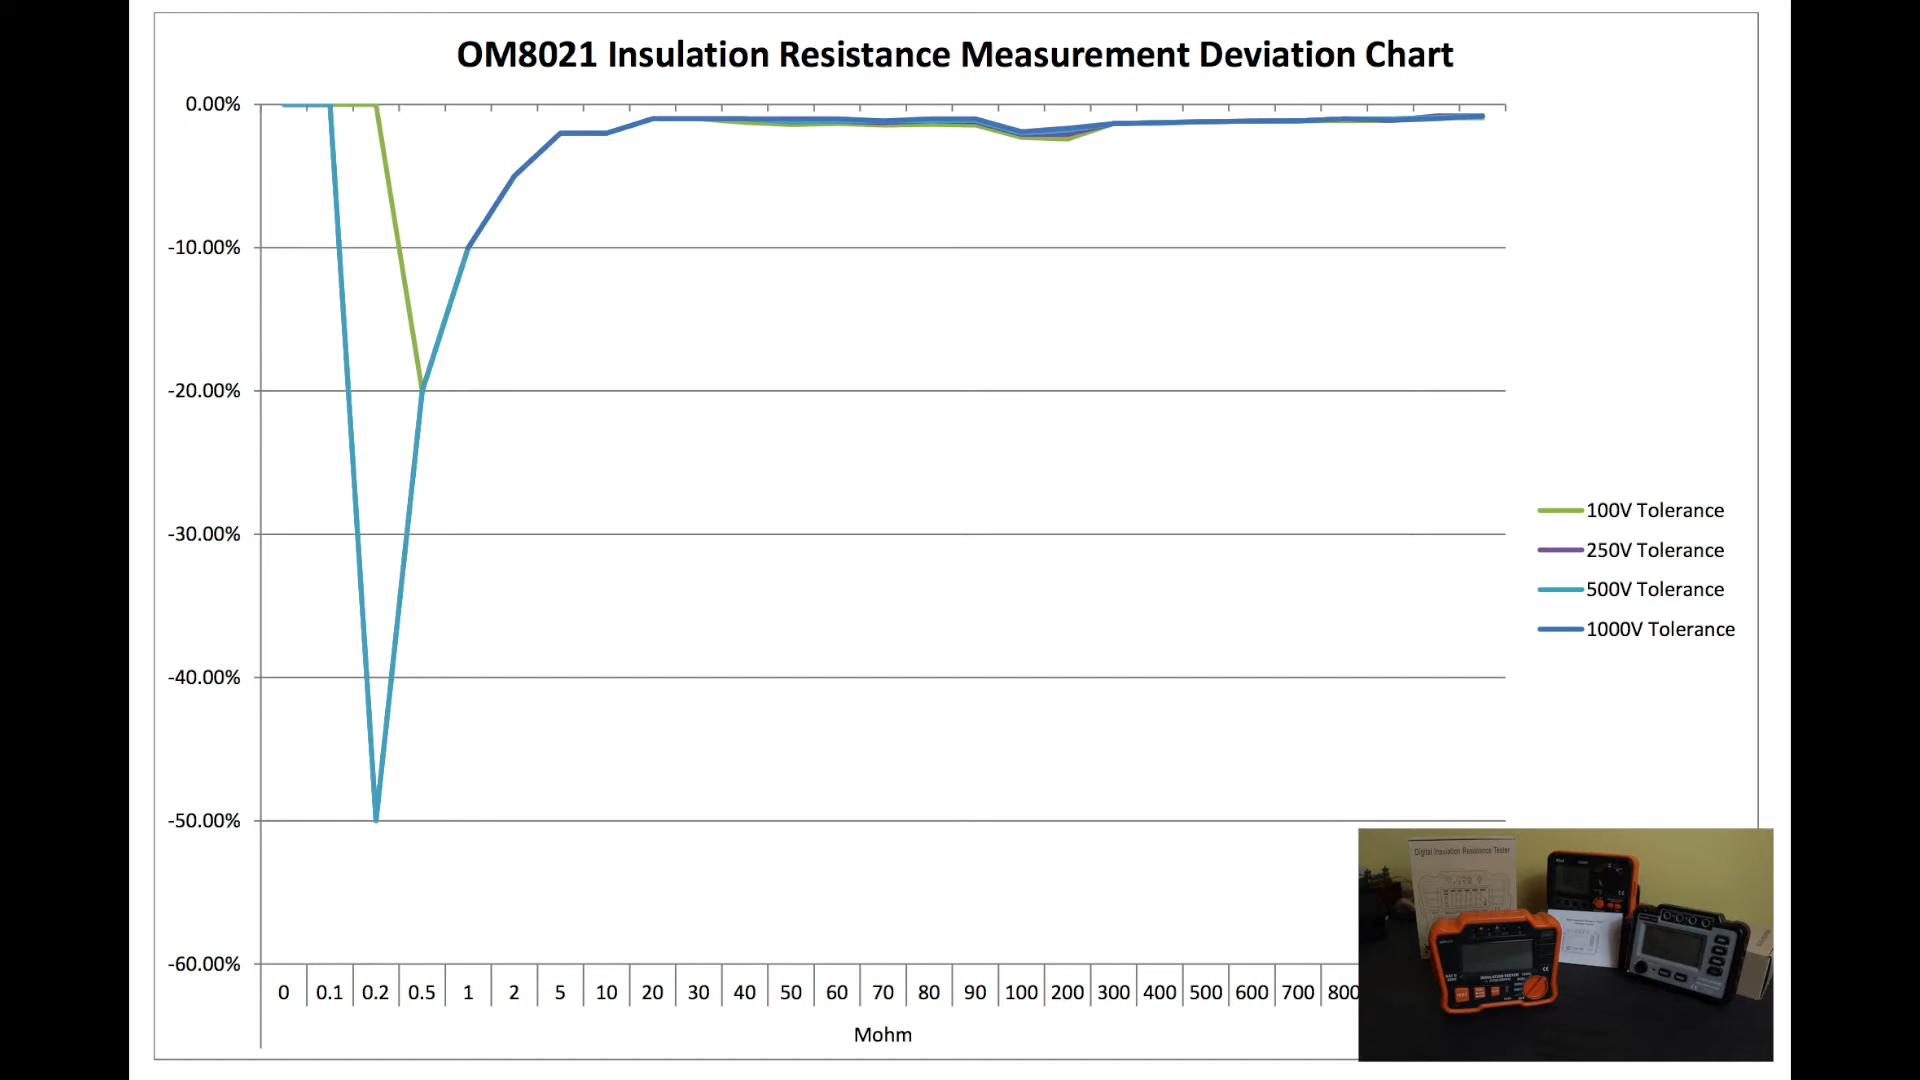 OM8021 Insulation Resistance Measurement Deviation Chart
0.00%
-10.00%
-20.00%
-30.00%
-40.00%
-50.00%
-60.00%
0 0.1 0.2 0.5 1 2 5 10 20 30 40 50 60 70 80 90 100 200 300 400 500 600 700 800
Mohm
100V Tolerance
250V Tolerance
500V Tolerance
1000V Tolerance
Digital Insulation Resistance Tester
INSULATION TESTER
TEST